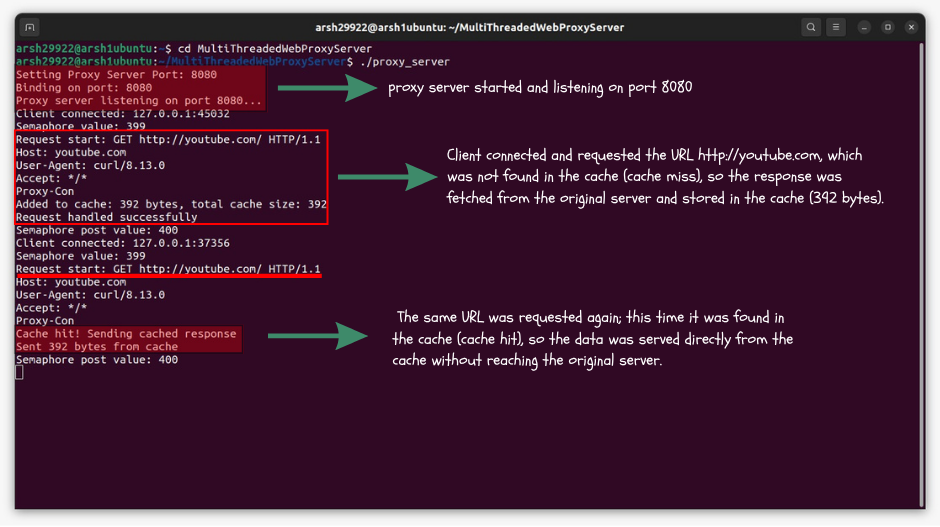 arsh29922@arsh1ubuntu: ~/MultiThreadedWebProxyServer
arsh29922@arsh1ubuntu:~$ cd MultiThreadedWebProxyServer
arsh29922@arsh1ubuntu:~/MultiThreadedWebProxyServer$ ./proxy_server
Setting Proxy Server Port: 8080
Binding on port: 8080
Proxy server listening on port 8080...
proxy server started and listening on port 8080
Client connected: 127.0.0.1:45032
Semaphore value: 399
Request start: GET http://youtube.com/ HTTP/1.1
Host: youtube.com
User-Agent: curl/8.13.0
Accept: */*
Proxy-Con
Added to cache: 392 bytes, total cache size: 392
Request handled successfully
Client connected and requested the URL http://youtube.com, which
was not found in the cache (cache miss), so the response was
fetched from the original server and stored in the cache (392 bytes).
Semaphore post value: 400
Client connected: 127.0.0.1:37356
Semaphore value: 399
Request start: GET http://youtube.com/ HTTP/1.1
Host: youtube.com
User-Agent: curl/8.13.0
Accept: */*
Proxy-Con
Cache hit! Sending cached response
Sent 392 bytes from cache
The same URL was requested again; this time it was found in
the cache (cache hit), so the data was served directly from the
cache without reaching the original server.
Semaphore post value: 400